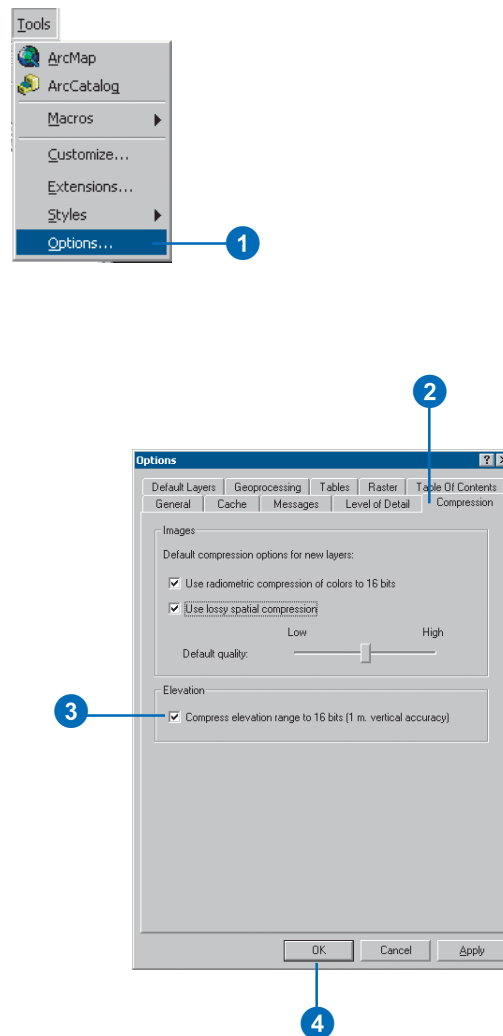 Tools
ArcMap
ArcCatalog
Macros
Customize...
Extensions...
Styles
Options...
1
2
Options
Default Layers Geoprocessing Tables Raster Table Of Contents
General Cache Messages Level of Detail Compression
Images
Default compression options for new layers:
Use radiometric compression of colors to 16 bits
Use lossy spatial compression
Low High
Default quality:
Elevation
3
Compress elevation range to 16 bits (1 m. vertical accuracy)
OK Cancel Apply
4